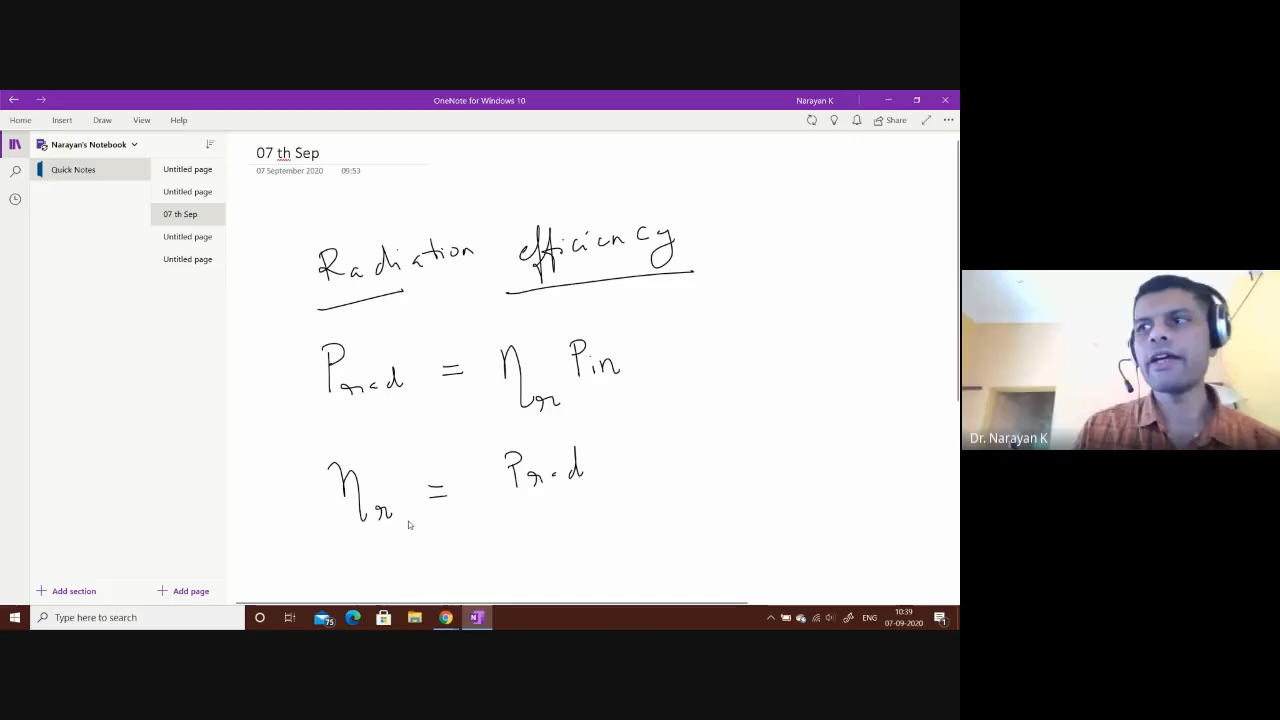 OneNote for Windows 10
Narayan K
Home Insert Draw View Help
Share
Narayan's Notebook
Quick Notes
Untitled page
Untitled page
07 th Sep
Untitled page
Untitled page
07 th Sep
07 September 2020 09:53
Radiation efficiency
Prad = ηr Pin
ηr = Prad
Dr. Narayan K
+ Add section
+ Add page
Type here to search
75
ENG
10:39
07-09-2020
1